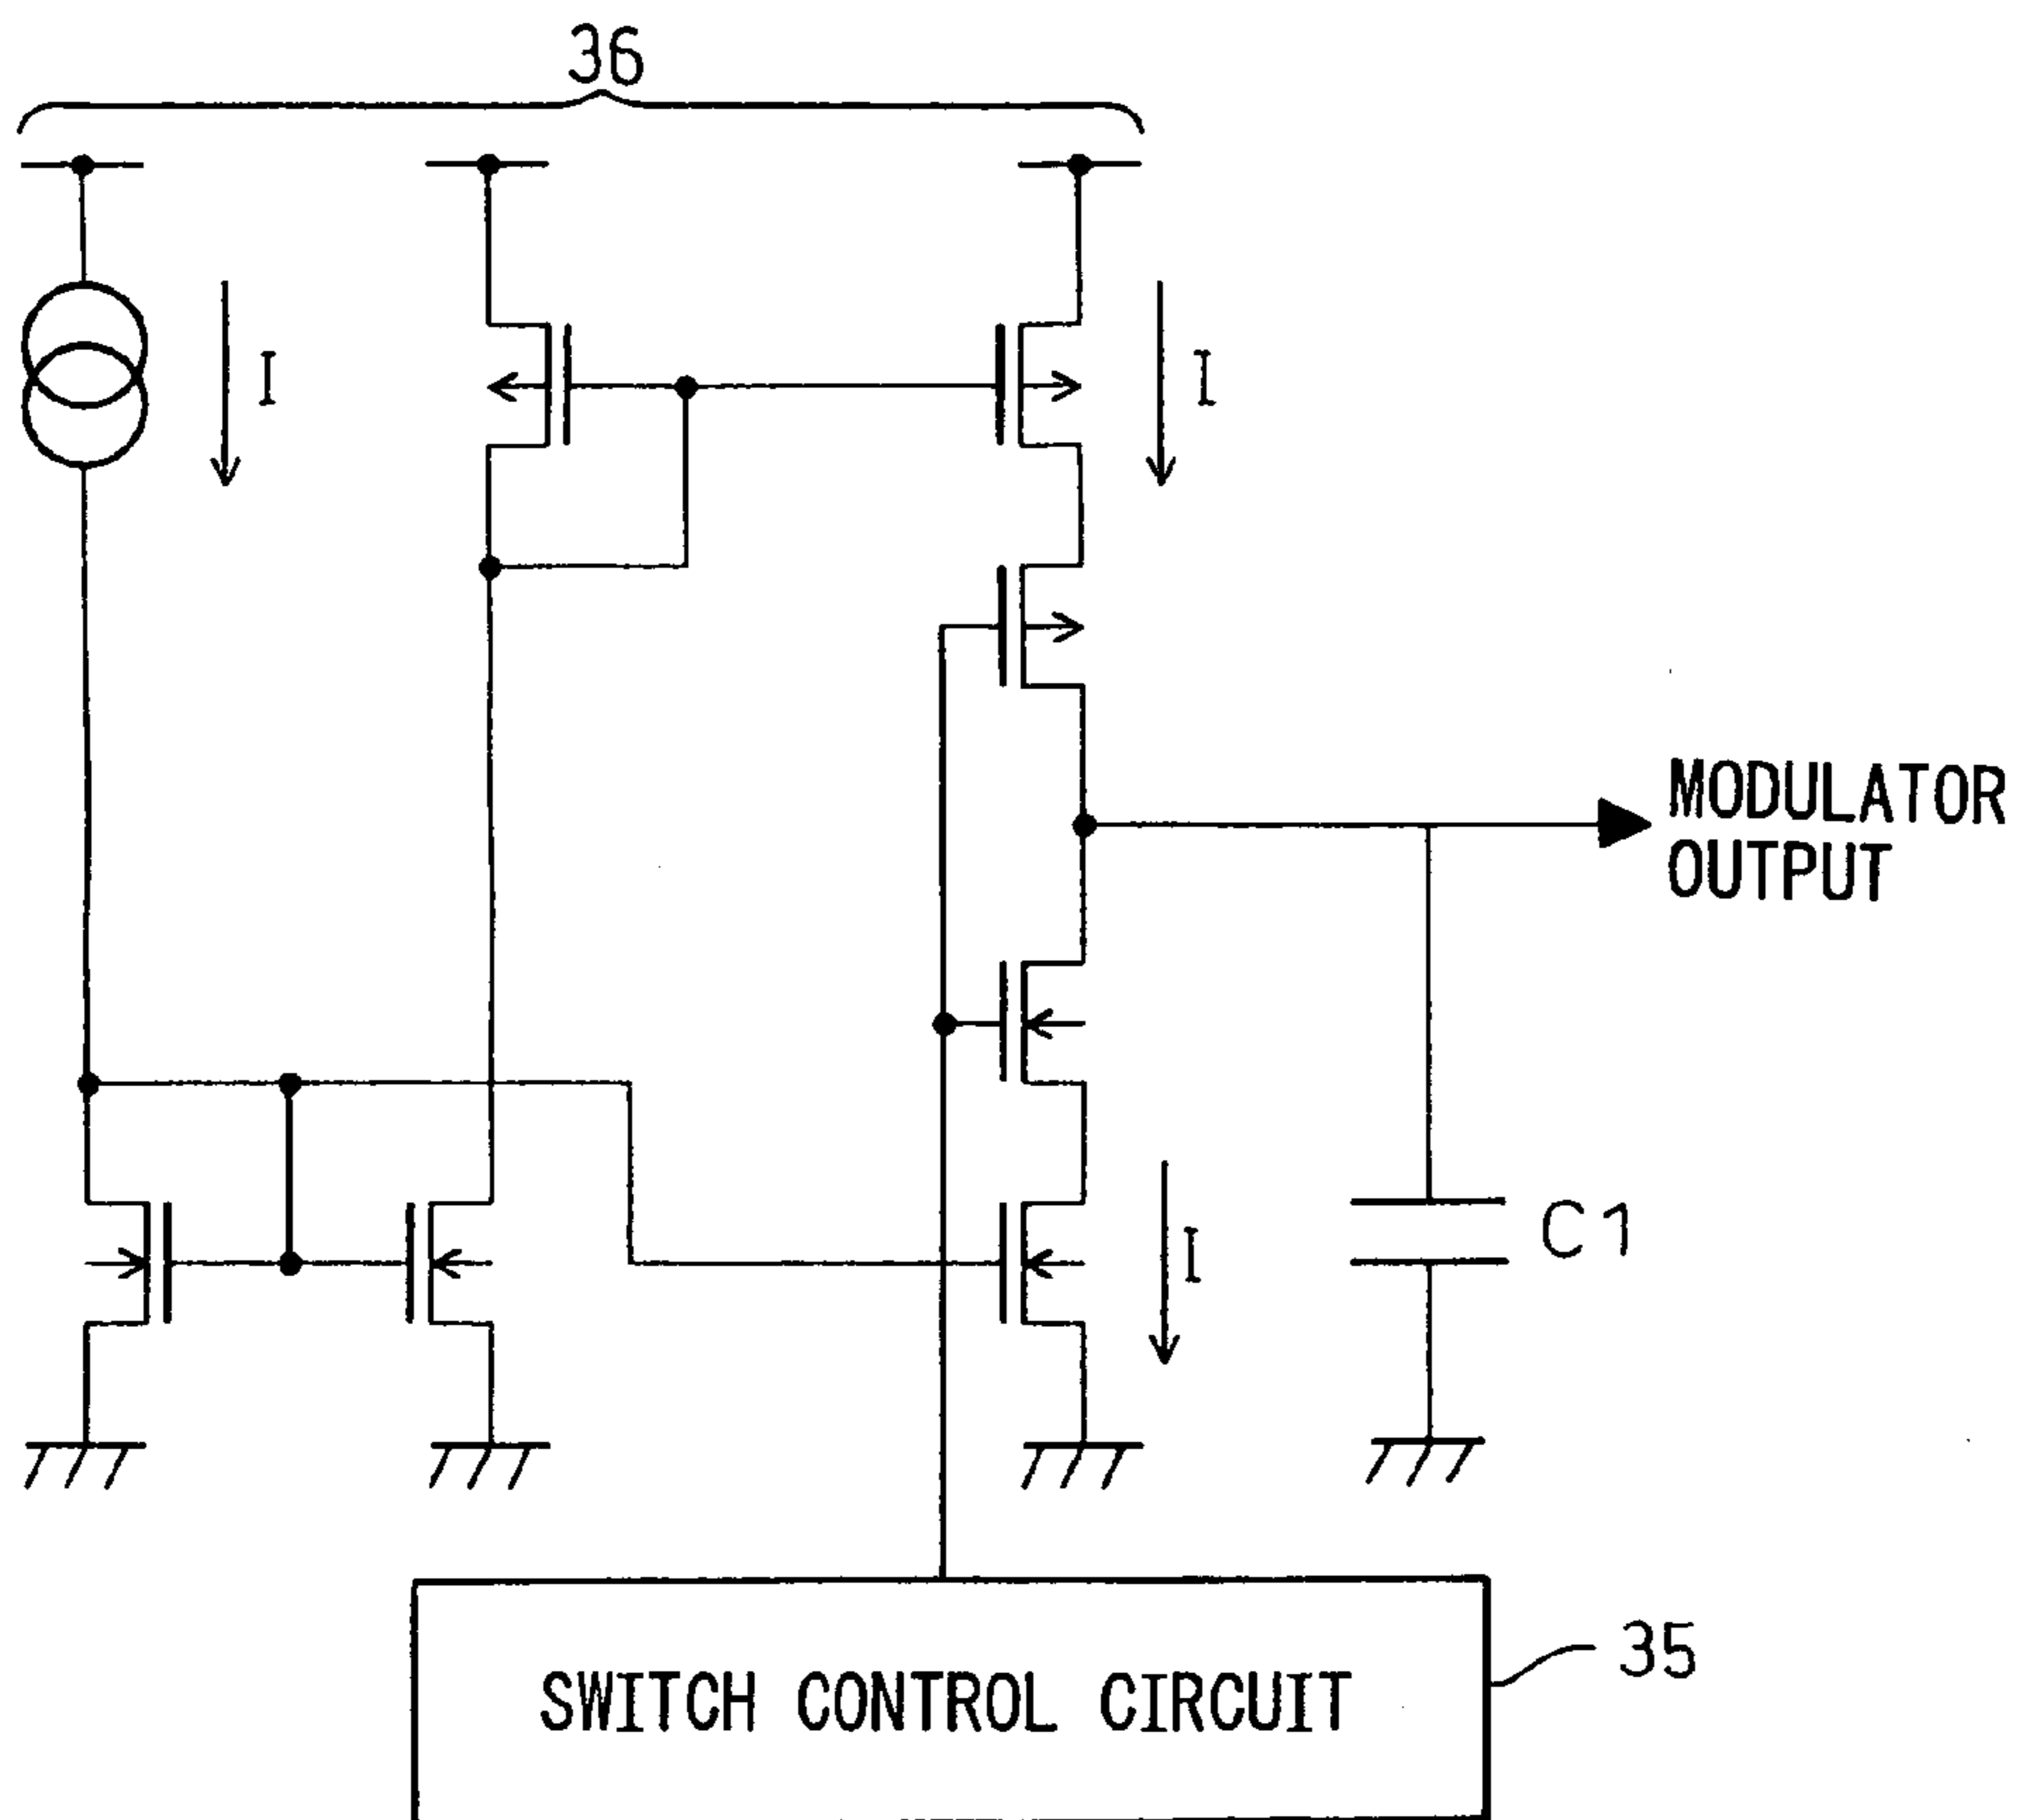 36
I
I
MODULATOR
OUTPUT
I
C1
SWITCH CONTROL CIRCUIT
35